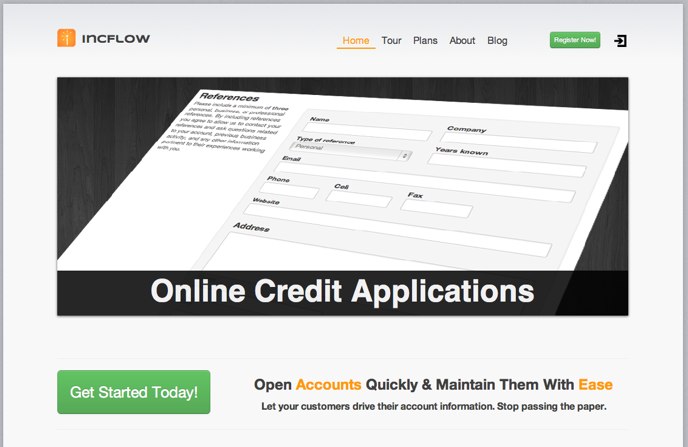 INCFLOW
Home Tour Plans About Blog
Register Now!
References
Please include a minimum of three
personal, business, or professional
references. By including references
you agree to allow us to contact your
references and ask questions related
to your account, previous business
activity, and any other information
pertinent to their experiences working
with you.
Name
Company
Type of reference
Personal
Years known
Email
Phone
Cell
Fax
Website
Address
Online Credit Applications
Get Started Today!
Open Accounts Quickly & Maintain Them With Ease
Let your customers drive their account information. Stop passing the paper.